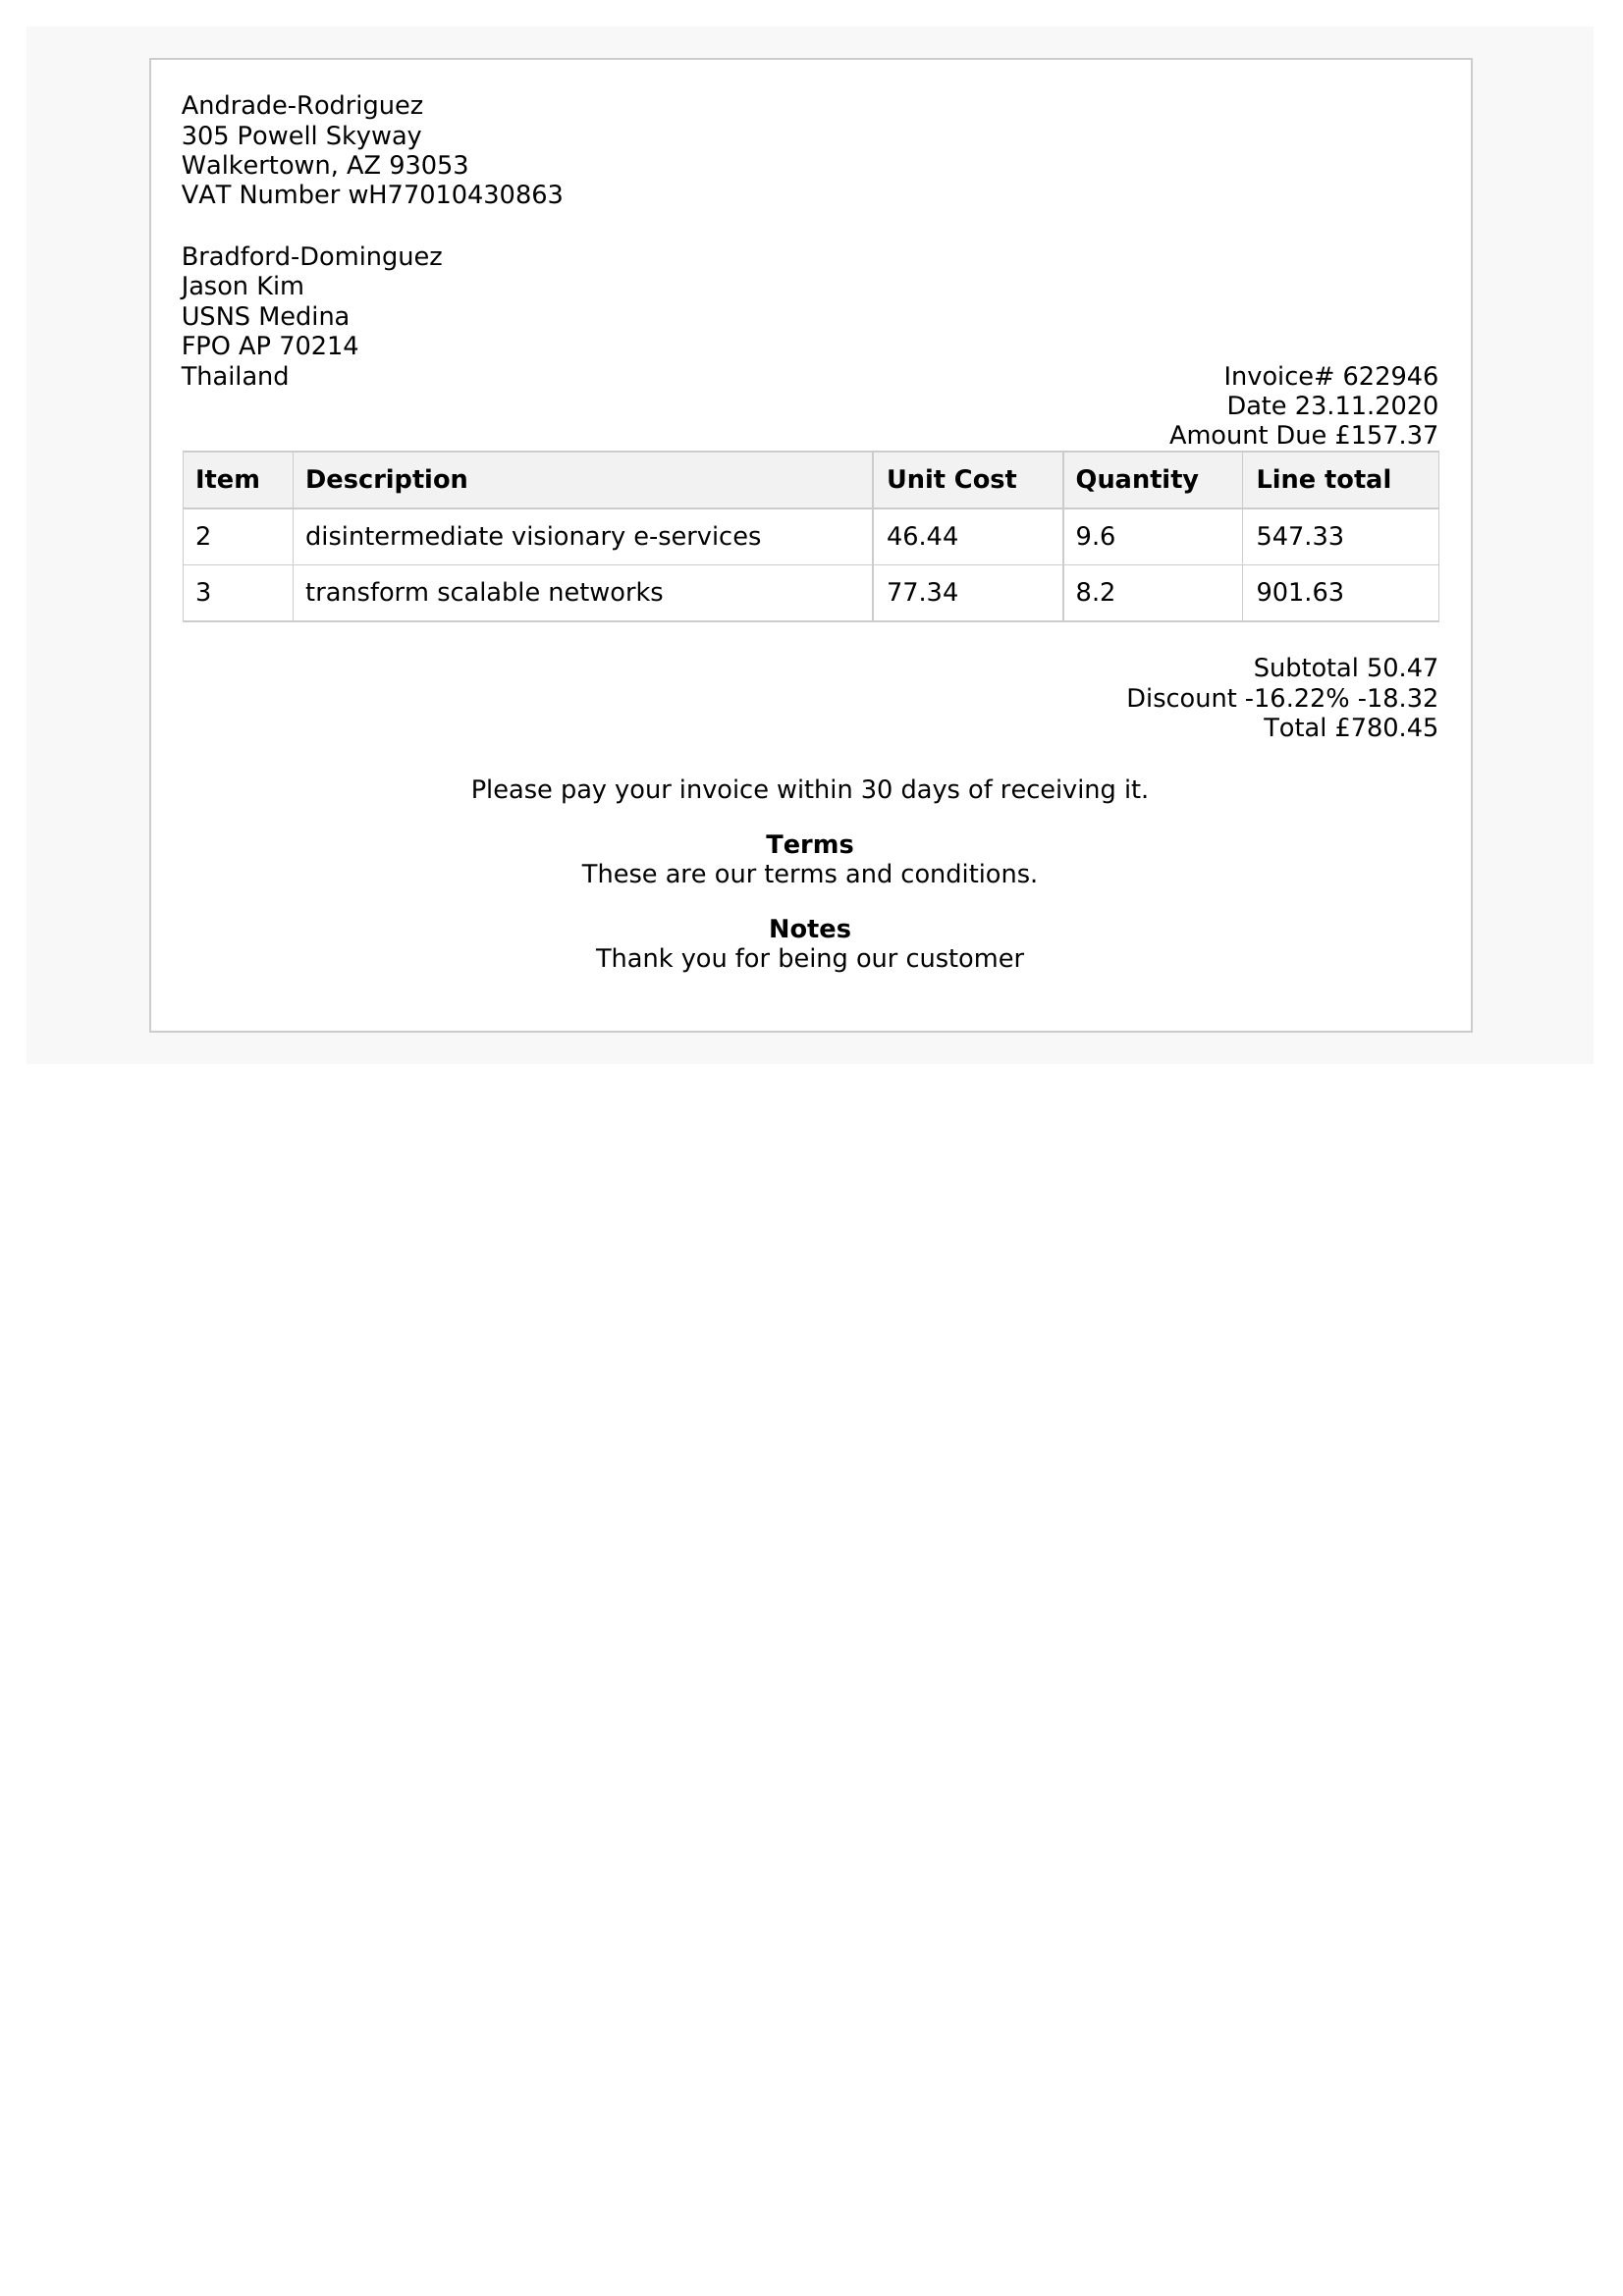 Andrade-Rodriguez
305 Powell Skyway
Walkertown, AZ 93053
VAT Number wH77010430863
Bradford-Dominguez
Jason Kim
USNS Medina
FPO AP 70214
Thailand
Invoice# 622946
Date 23.11.2020
Amount Due £157.37
Item Description Unit Cost Quantity Line total
2 disintermediate visionary e-services 46.44 9.6 547.33
3 transform scalable networks 77.34 8.2 901.63
Subtotal 50.47
Discount -16.22% -18.32
Total £780.45
Please pay your invoice within 30 days of receiving it.
Terms
These are our terms and conditions.
Notes
Thank you for being our customer